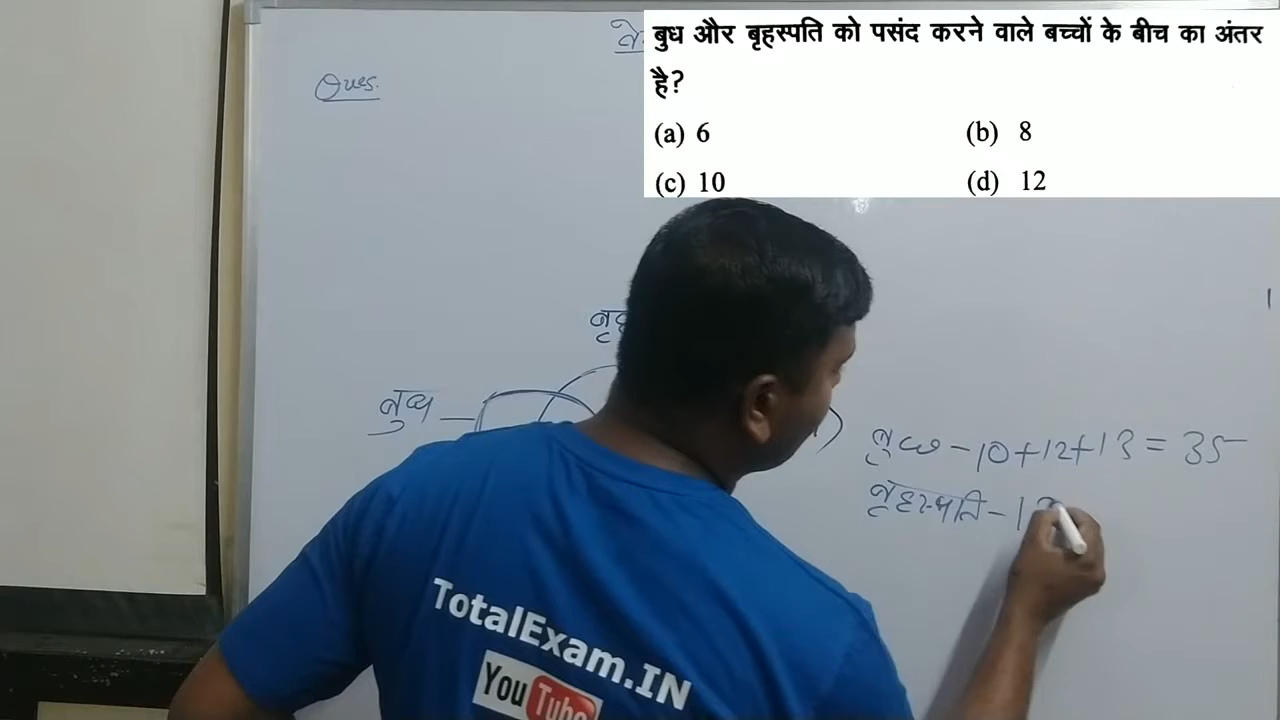 बुध और बृहस्पति को पसंद करने वाले बच्चों के बीच का अंतर
है?
(a) 6 (b) 8
(c) 10 (d) 12
Ques.
बुध
बुध - 10+12+13 = 35
बृहस्पति - 1
TotalExam.IN
YouTube